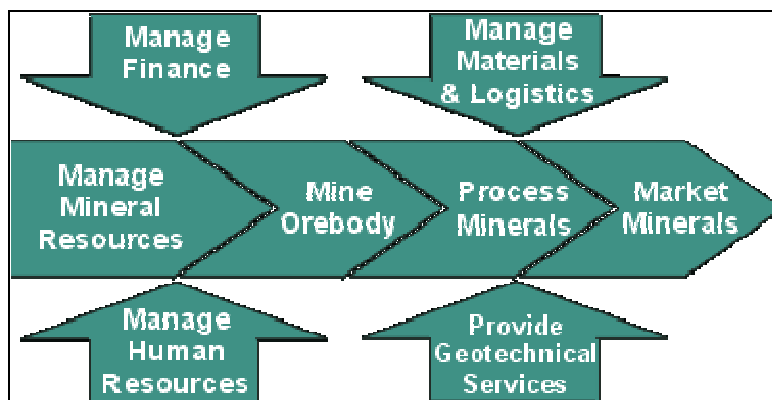 Manage
Finance
Manage
Materials
& Logistics
Manage
Mineral
Resources
Mine
Orebody
Process
Minerals
Market
Minerals
Manage
Human
Resources
Provide
Geotechnical
Services